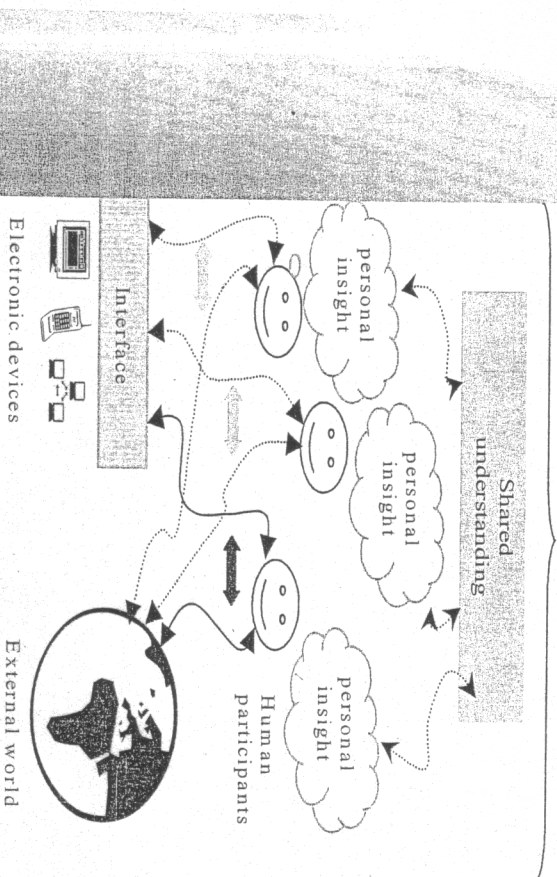 Shared
understanding
personal
insight
personal
insight
personal
insight
Human
participants
Interface
Electronic devices
External world